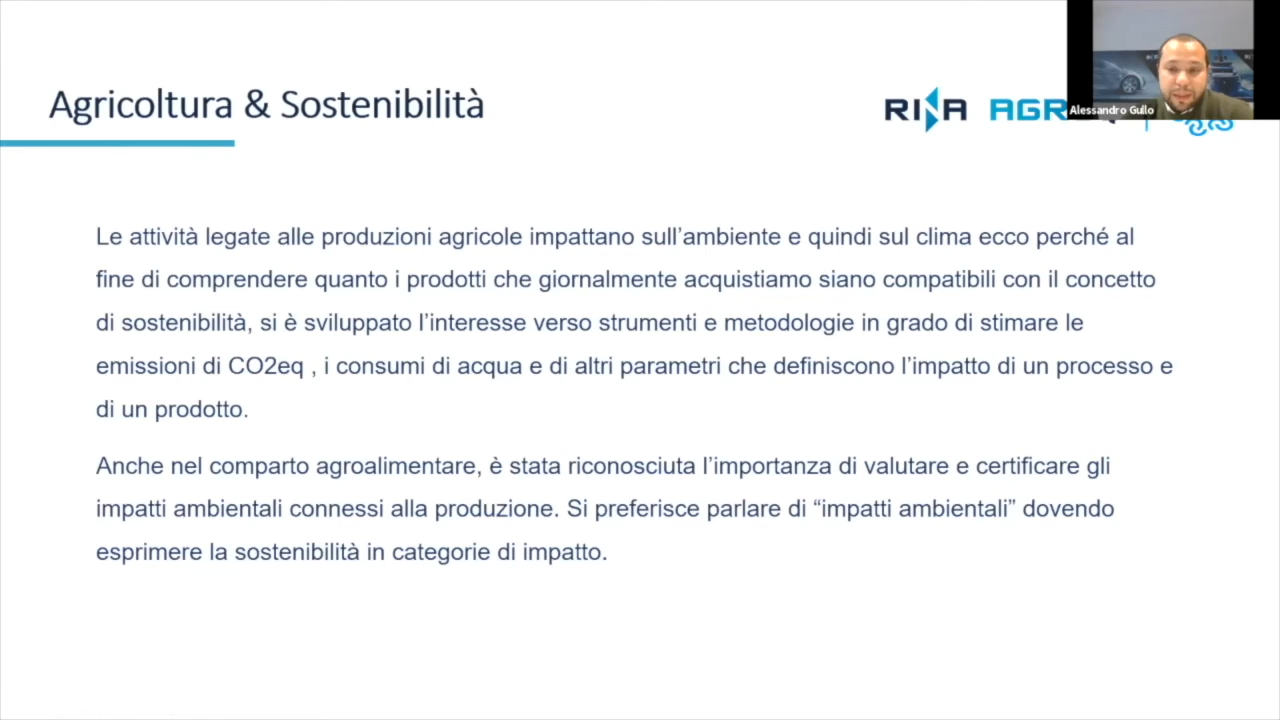 Agricoltura & Sostenibilità
RINA AGR
Alessandro Gullo
Le attività legate alle produzioni agricole impattano sull’ambiente e quindi sul clima ecco perché al
fine di comprendere quanto i prodotti che giornalmente acquistiamo siano compatibili con il concetto
di sostenibilità, si è sviluppato l’interesse verso strumenti e metodologie in grado di stimare le
emissioni di CO2eq , i consumi di acqua e di altri parametri che definiscono l’impatto di un processo e
di un prodotto.
Anche nel comparto agroalimentare, è stata riconosciuta l’importanza di valutare e certificare gli
impatti ambientali connessi alla produzione. Si preferisce parlare di “impatti ambientali” dovendo
esprimere la sostenibilità in categorie di impatto.